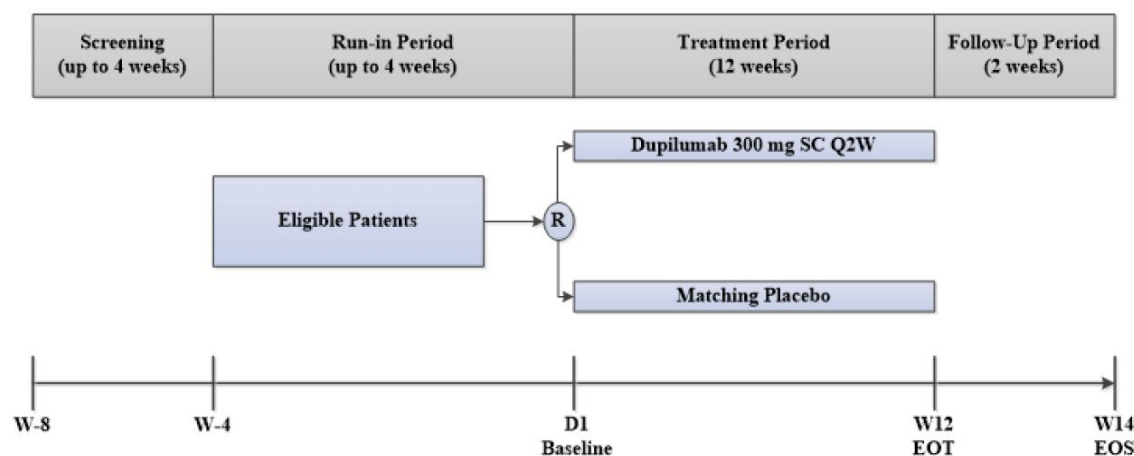 Screening
(up to 4 weeks)
Run-in Period
(up to 4 weeks)
Treatment Period
(12 weeks)
Follow-Up Period
(2 weeks)
Dupilumab 300 mg SC Q2W
Eligible Patients
R
Matching Placebo
W-8
W-4
D1
Baseline
W12
EOT
W14
EOS